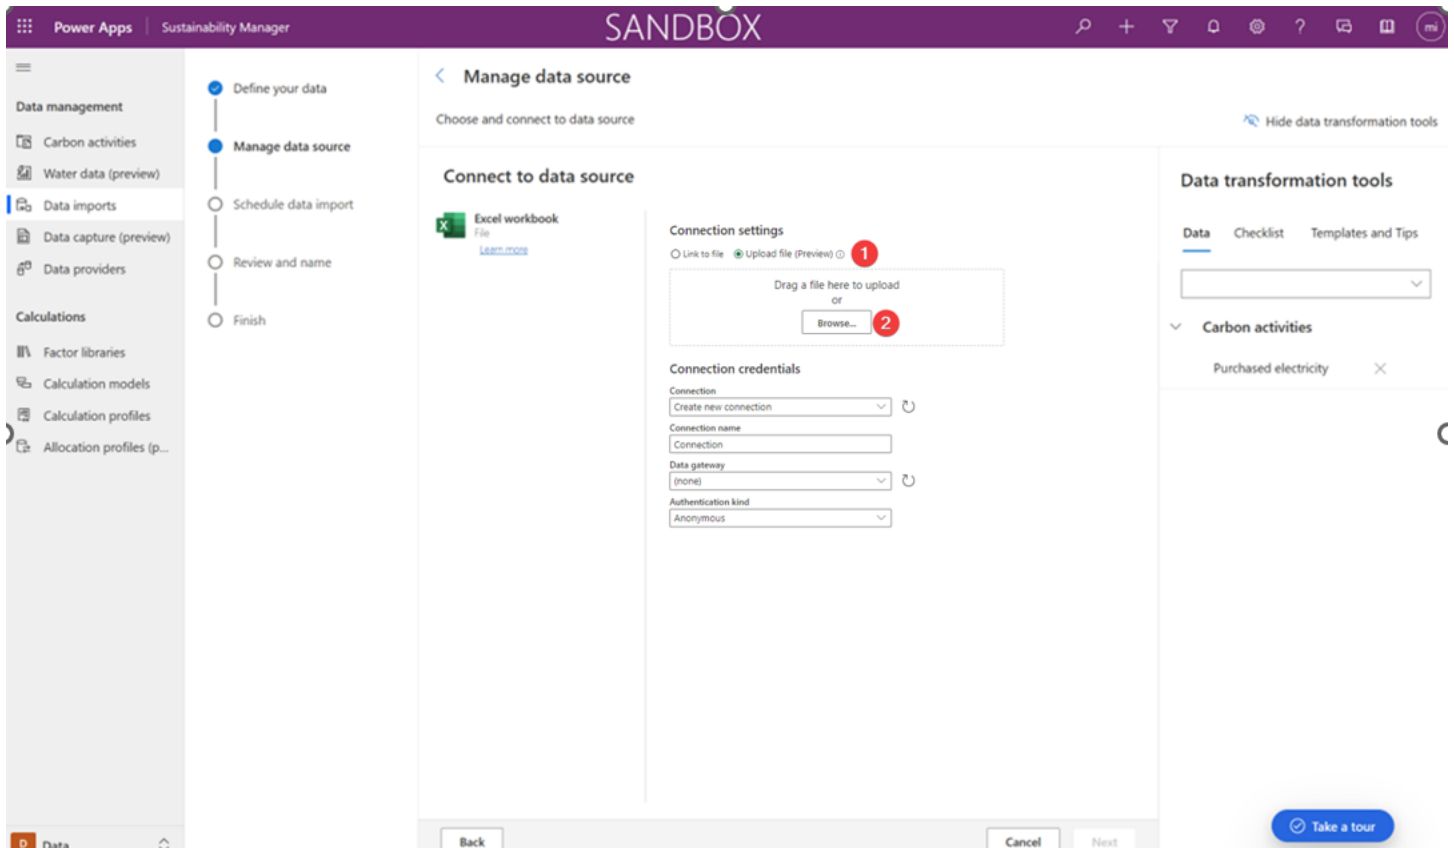 Power Apps
Sustainability Manager
SANDBOX
mi
Data management
Carbon activities
Water data (preview)
Data imports
Data capture (preview)
Data providers
Calculations
Factor libraries
Calculation models
Calculation profiles
Allocation profiles (p...
D
Data
Define your data
Manage data source
Schedule data import
Review and name
Finish
Manage data source
Choose and connect to data source
Hide data transformation tools
Connect to data source
Excel workbook
File
Learn more
Connection settings
Link to file
Upload file (Preview)
1
Drag a file here to upload
or
Browse...
2
Connection credentials
Connection
Create new connection
Connection name
Connection
Data gateway
(none)
Authentication kind
Anonymous
Data transformation tools
Data
Checklist
Templates and Tips
Carbon activities
Purchased electricity
Take a tour
Back
Cancel
Next